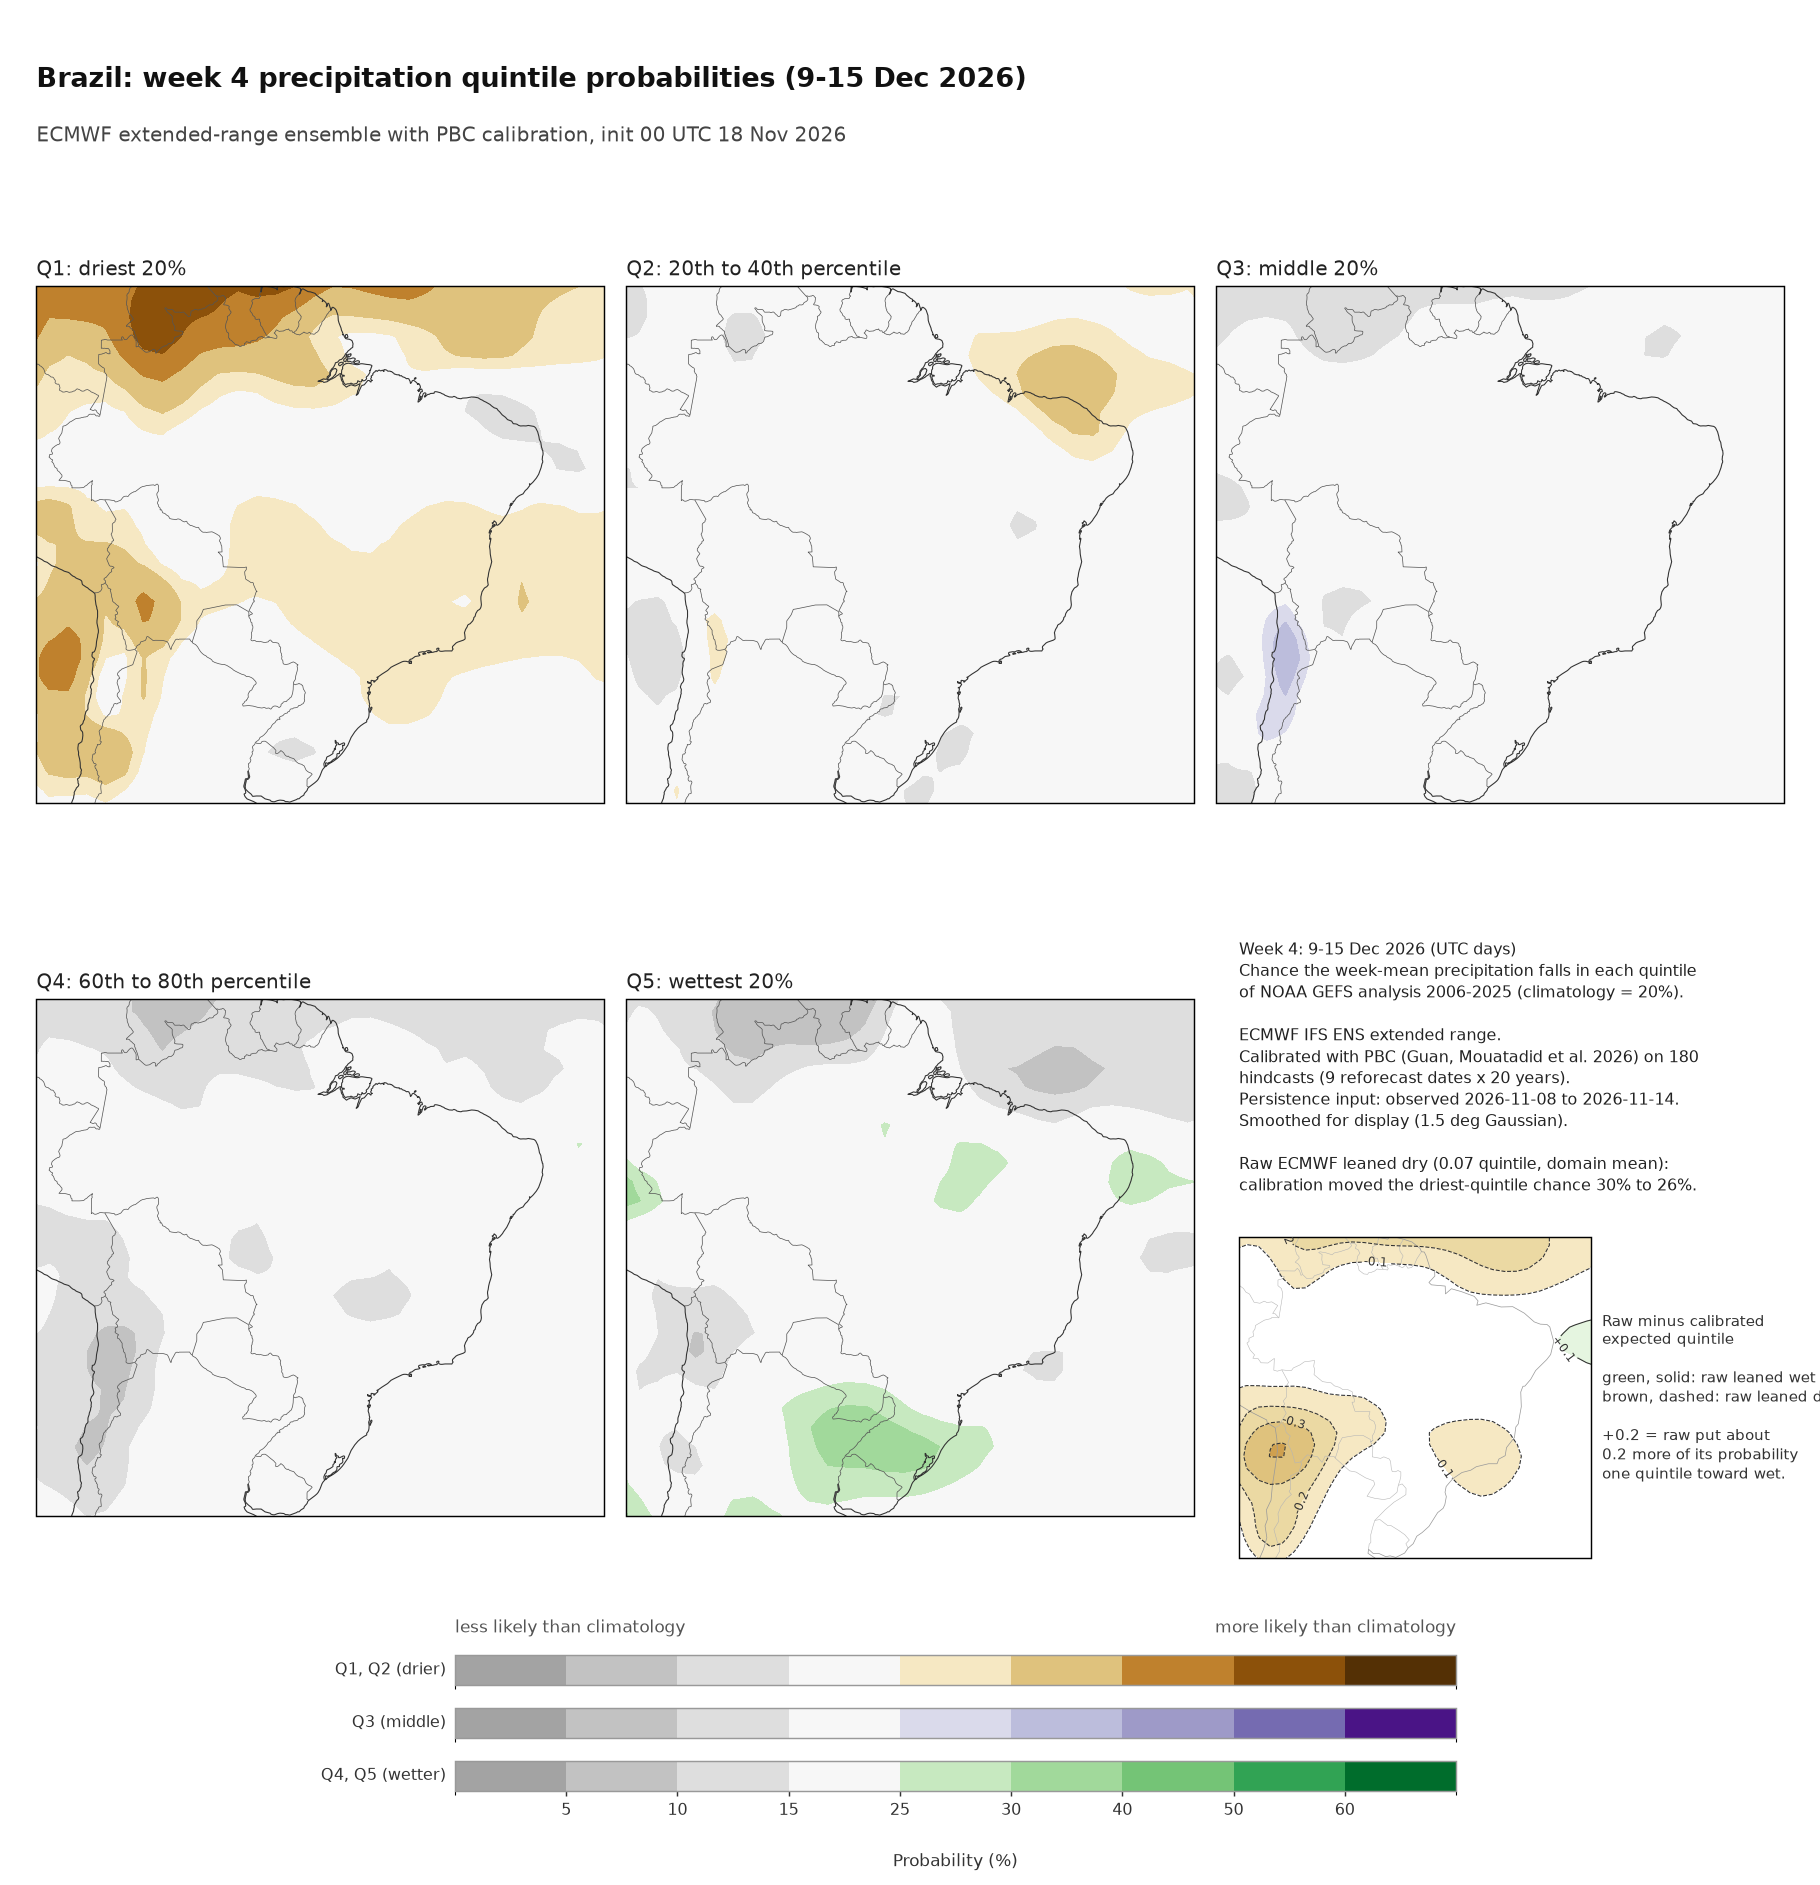 Brazil: week 4 precipitation quintile probabilities (9-15 Dec 2026)
ECMWF extended-range ensemble with PBC calibration, init 00 UTC 18 Nov 2026
Q1: driest 20%
Q2: 20th to 40th percentile
Q3: middle 20%
Q4: 60th to 80th percentile
Q5: wettest 20%
Week 4: 9-15 Dec 2026 (UTC days)
Chance the week-mean precipitation falls in each quintile
of NOAA GEFS analysis 2006-2025 (climatology = 20%).
ECMWF IFS ENS extended range.
Calibrated with PBC (Guan, Mouatadid et al. 2026) on 180
hindcasts (9 reforecast dates x 20 years).
Persistence input: observed 2026-11-08 to 2026-11-14.
Smoothed for display (1.5 deg Gaussian).
Raw ECMWF leaned dry (0.07 quintile, domain mean):
calibration moved the driest-quintile chance 30% to 26%.
-0.1
+0.1
-0.3
-0.1
-0.2
Raw minus calibrated
expected quintile
green, solid: raw leaned wet
brown, dashed: raw leaned
+0.2 = raw put about
0.2 more of its probability
one quintile toward wet.
less likely than climatology
more likely than climatology
Q1, Q2 (drier)
Q3 (middle)
Q4, Q5 (wetter)
5 10 15 25 30 40 50 60
Probability (%)